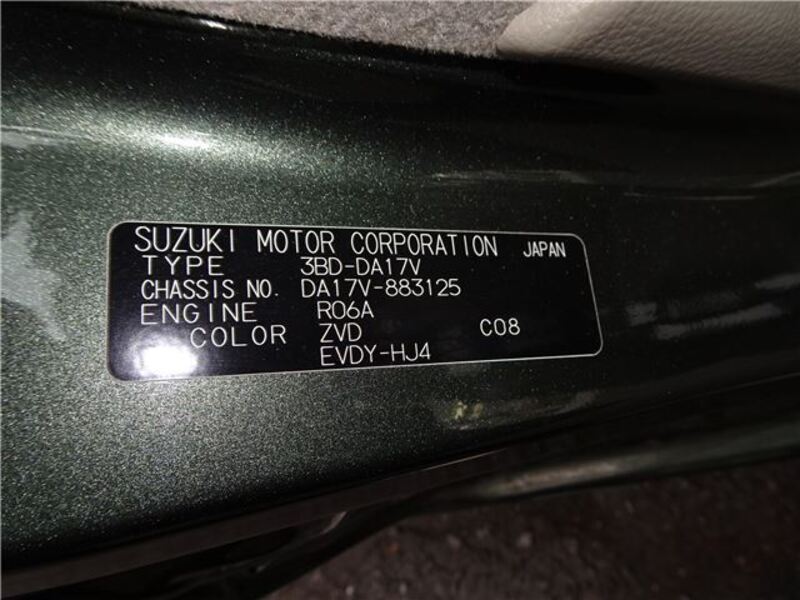 SUZUKI MOTOR CORPORATION JAPAN
TYPE 3BD-DA17V
CHASSIS NO. DA17V-883125
ENGINE R06A
COLOR ZVD C08
EVDY-HJ4